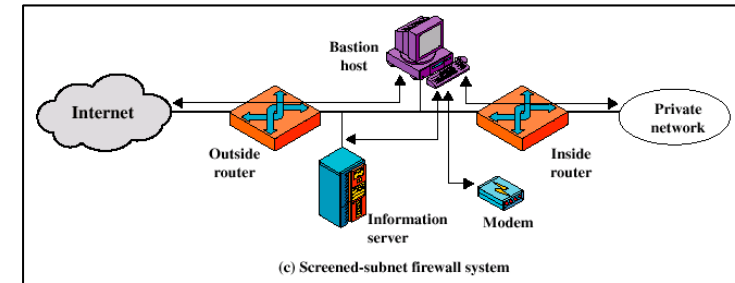 Bastion
host
Internet
Private
network
Outside
router
Inside
router
Information
server
Modem
(c) Screened-subnet firewall system